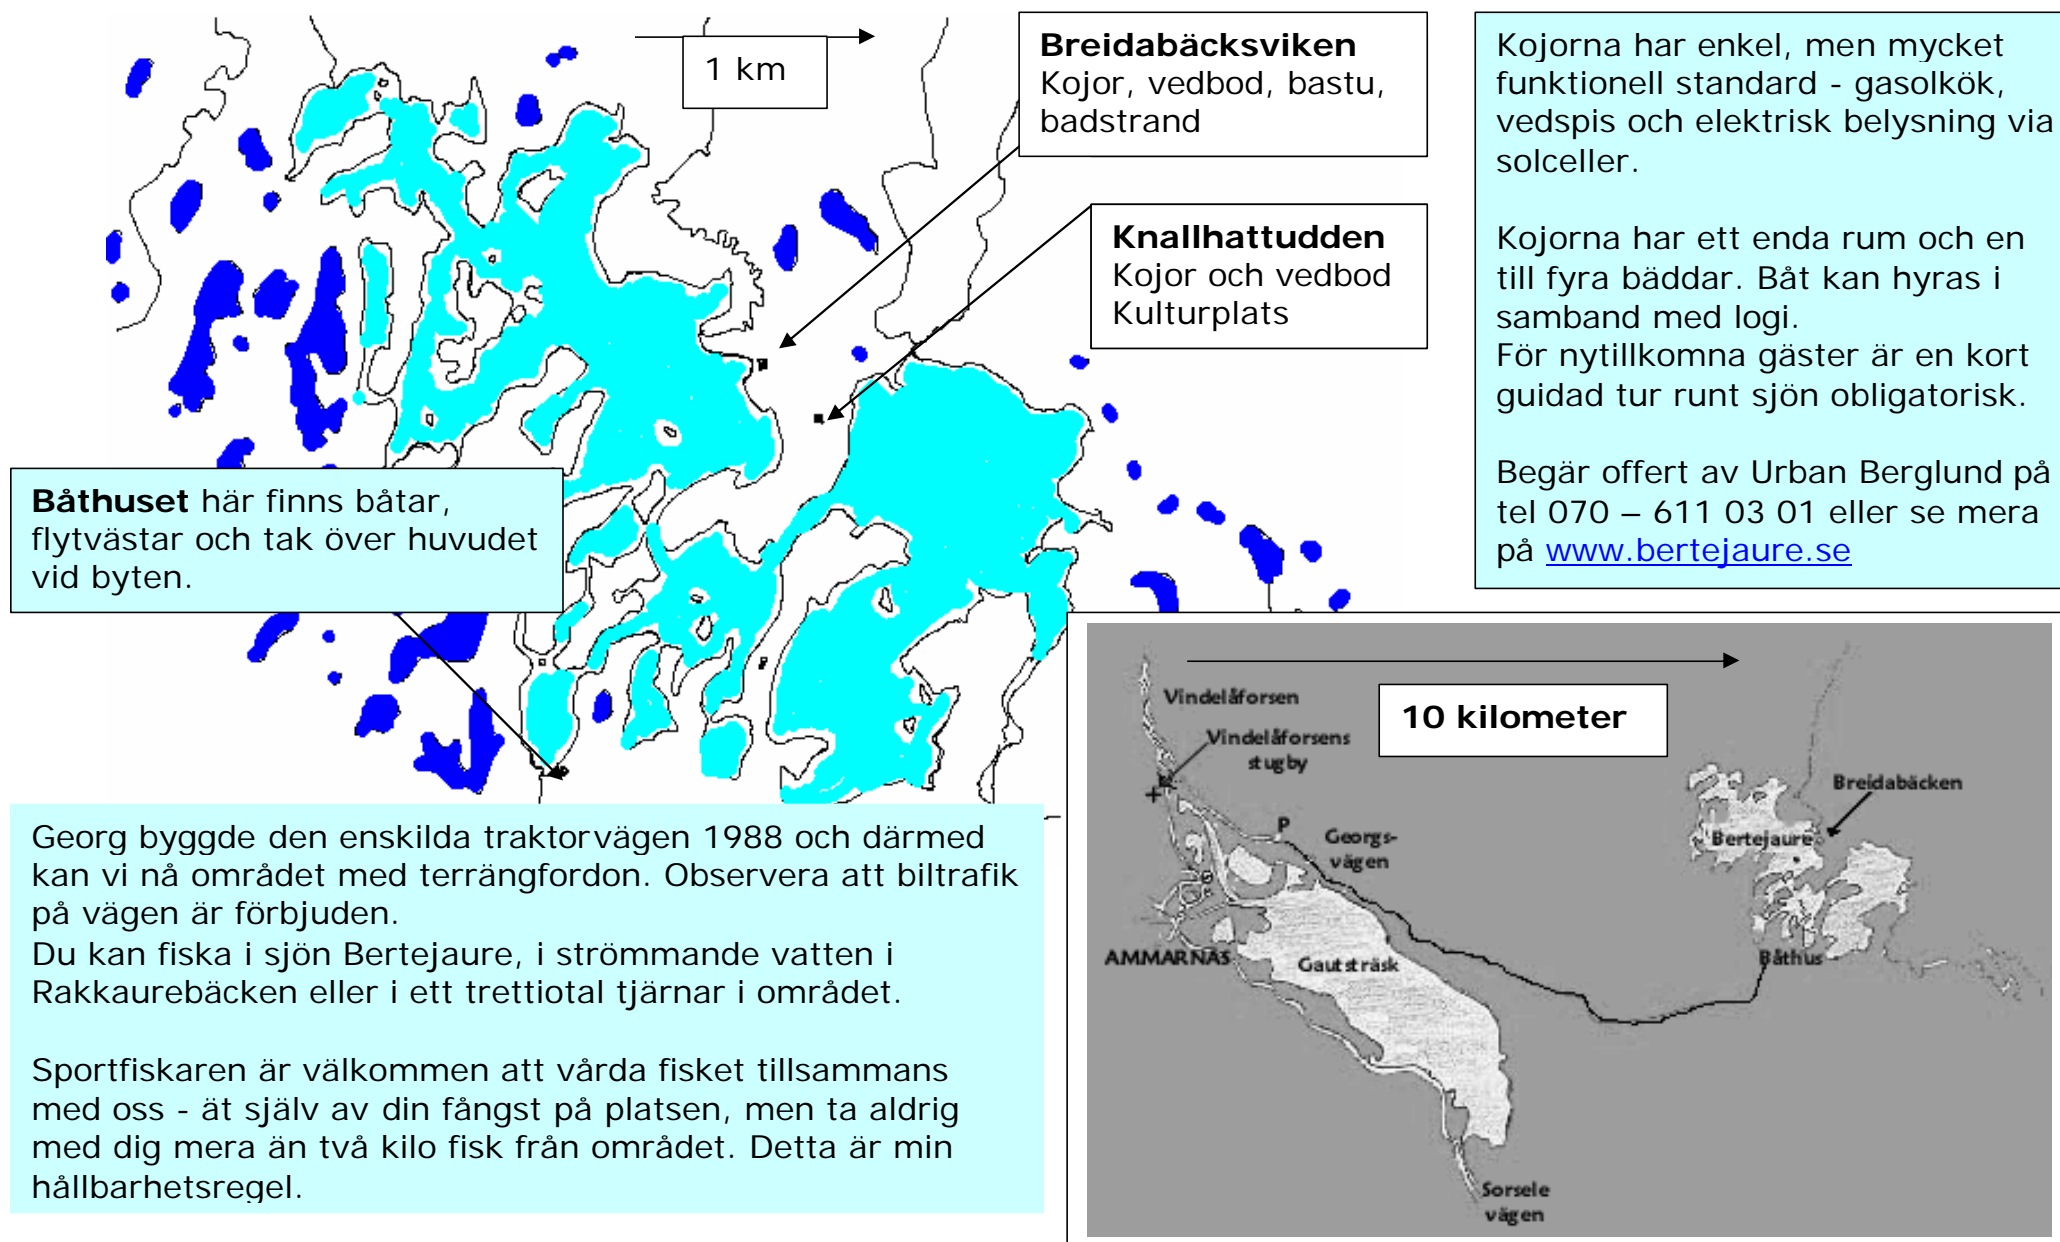 1 km
Breidabäcksviken
Kojor, vedbod, bastu,
badstrand
Knallhattudden
Kojor och vedbod
Kulturplats
Kojorna har enkel, men mycket
funktionell standard - gasolkök,
vedspis och elektrisk belysning via
solceller.
Kojorna har ett enda rum och en
till fyra bäddar. Båt kan hyras i
samband med logi.
För nytillkomna gäster är en kort
guidad tur runt sjön obligatorisk.
Begär offert av Urban Berglund på
tel 070 – 611 03 01 eller se mera
på www.bertejaure.se
Båthuset här finns båtar,
flytvästar och tak över huvudet
vid byten.
Georg byggde den enskilda traktorvägen 1988 och därmed
kan vi nå området med terrängfordon. Observera att biltrafik
på vägen är förbjuden.
Du kan fiska i sjön Bertejaure, i strömmande vatten i
Rakkaurebäcken eller i ett trettiotal tjärnar i området.
Sportfiskaren är välkommen att vårda fisket tillsammans
med oss - ät själv av din fångst på platsen, men ta aldrig
med dig mera än två kilo fisk från området. Detta är min
hållbarhetsregel.
10 kilometer
Vindelåforsen
Vindelåforsens
stugby
P
Georgs-
vägen
Breidabäcken
Bertejaure
AMMARNÄS
Gautsträsk
Båthus
Sorsele
vägen